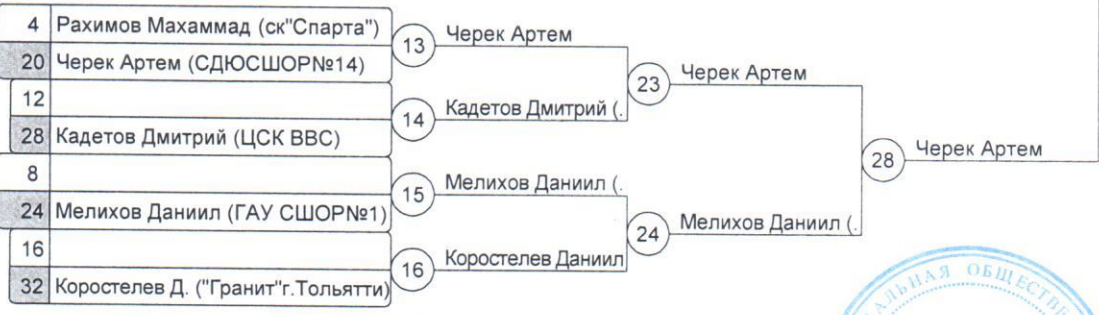 4 Рахимов Махаммад (ск"Спарта")
13 Черек Артем
20 Черек Артем (СДЮСШОР№14)
23 Черек Артем
12
14 Кадетов Дмитрий (.
28 Кадетов Дмитрий (ЦСК ВВС)
28 Черек Артем
8
15 Мелихов Даниил (.
24 Мелихов Даниил (ГАУ СШОР№1)
24 Мелихов Даниил (.
16
16 Коростелев Даниил
32 Коростелев Д. ("Гранит"г.Тольятти)
АЛЬНАЯ ОБЩЕСТВЕ